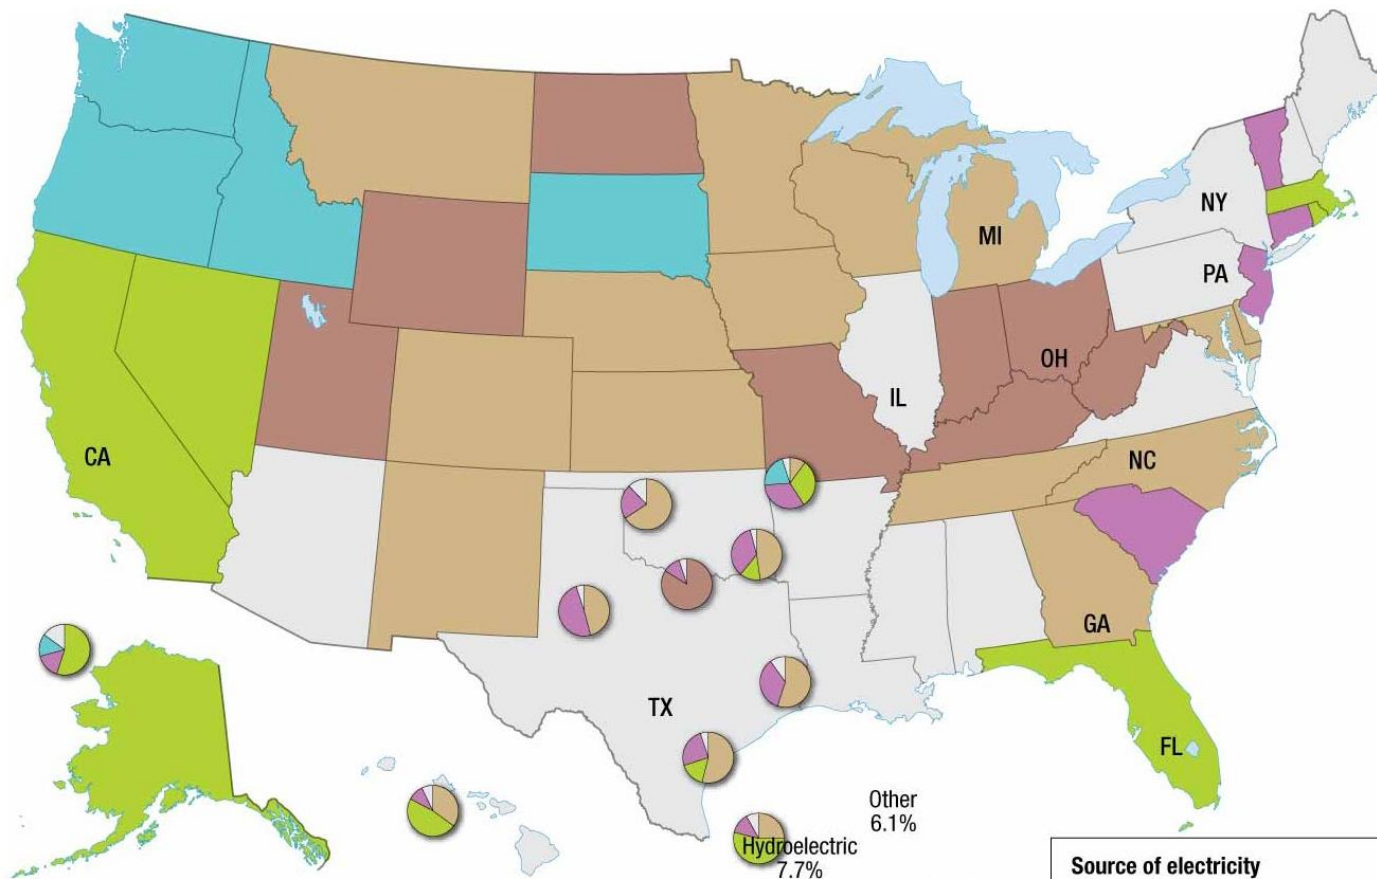 NY
MI
PA
OH
IL
CA
NC
GA
TX
FL
Other
6.1%
Hydroelectric
7.7%
Source of electricity